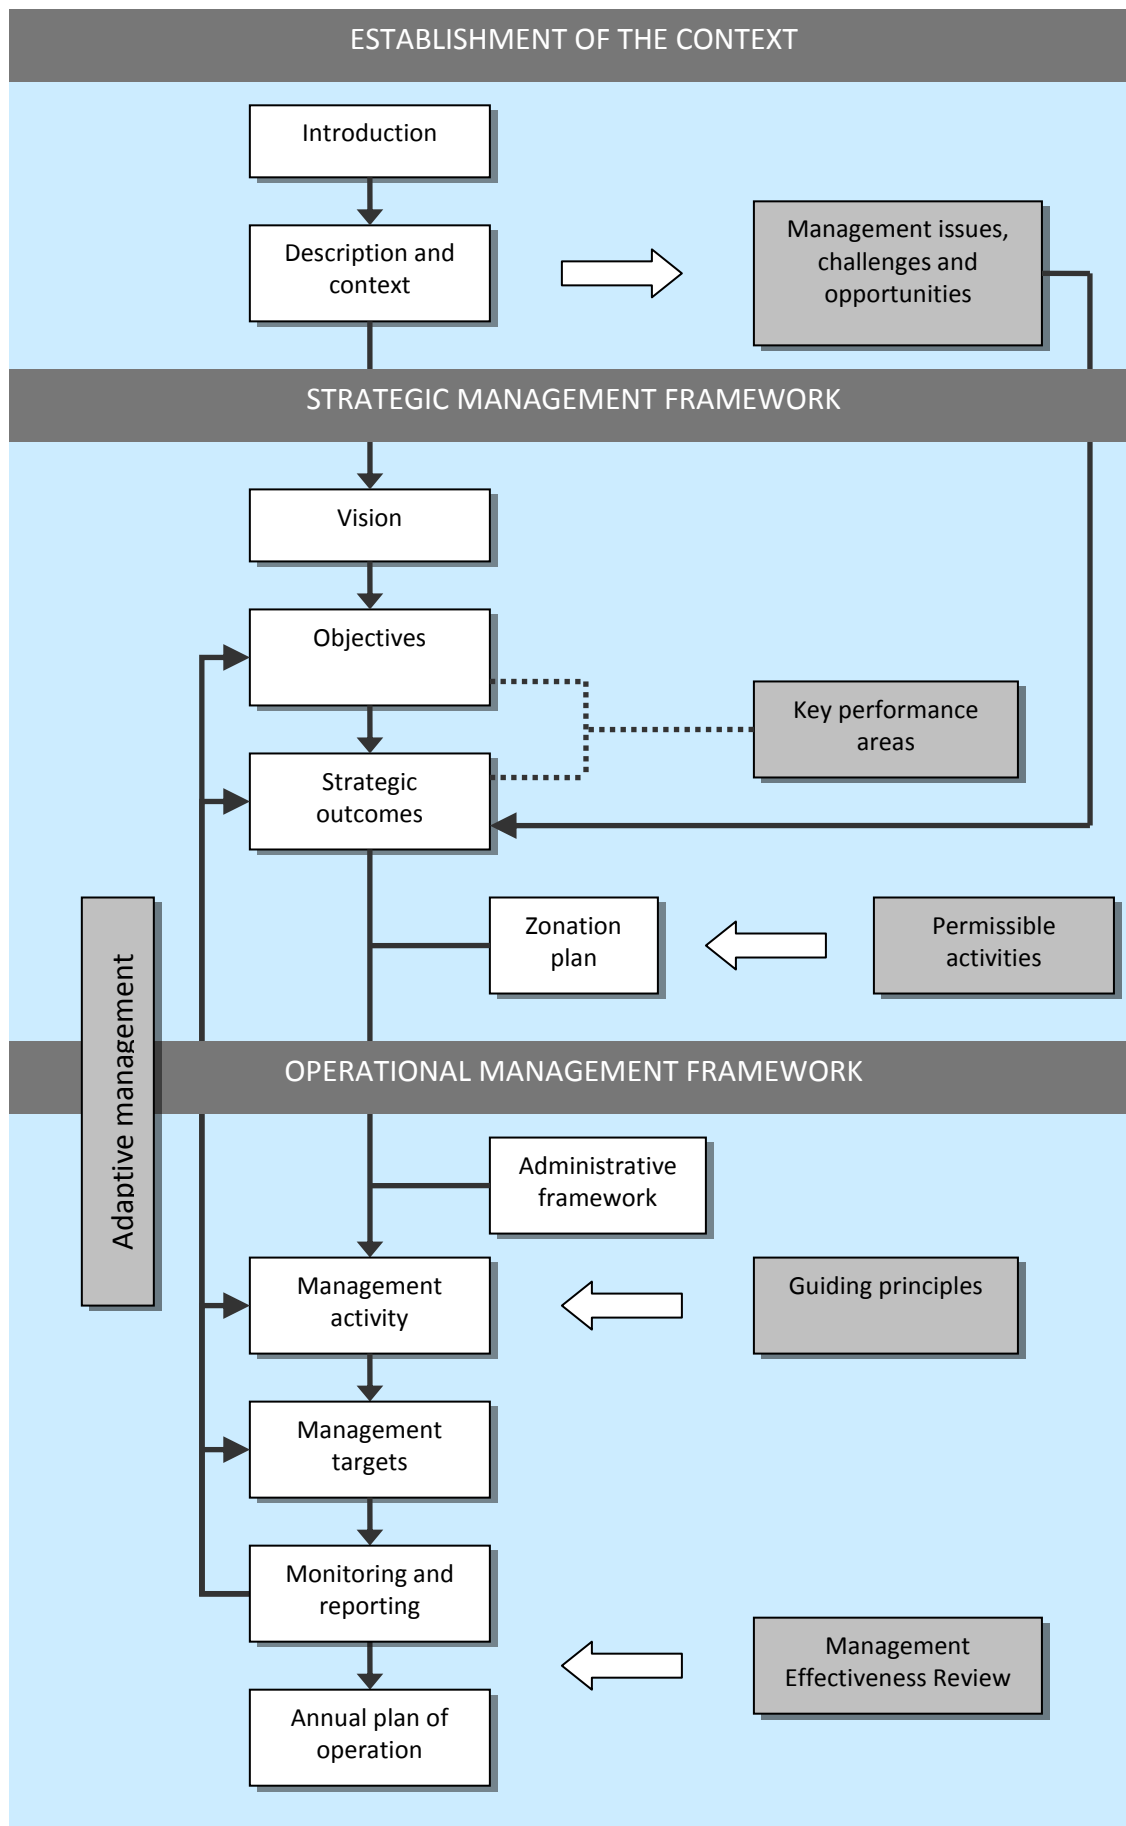 ESTABLISHMENT OF THE CONTEXT
Introduction
Description and
context
Management issues,
challenges and
opportunities
STRATEGIC MANAGEMENT FRAMEWORK
Vision
Objectives
Key performance
areas
Strategic
outcomes
Zonation
plan
Permissible
activities
Adaptive management
OPERATIONAL MANAGEMENT FRAMEWORK
Administrative
framework
Management
activity
Guiding principles
Management
targets
Monitoring and
reporting
Management
Effectiveness Review
Annual plan of
operation